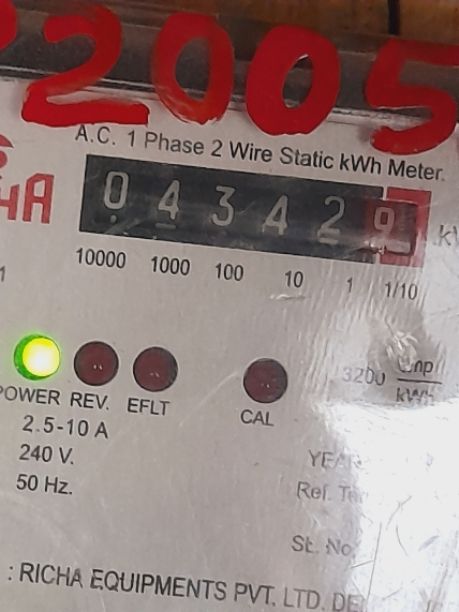 2005
A.C. 1 Phase 2 Wire Static kWh Meter.
HA
0 4 3 4 2 9
10000 1000 100 10 1 1/10
3200
POWER REV. EFLT
CAL
2.5-10 A
240 V.
50 Hz.
Ref.
St. No
: RICHA EQUIPMENTS PVT. LTD. DE